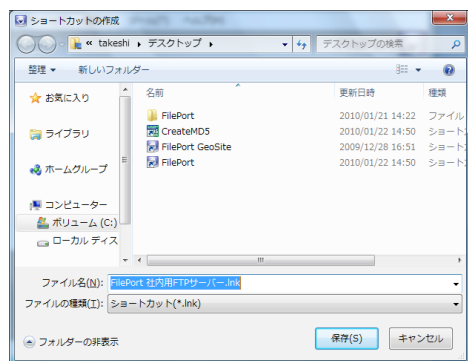 ショートカットの作成
« takeshi ▸ デスクトップ ▸
デスクトップの検索
整理 ▼ 新しいフォルダー
お気に入り
ライブラリ
ホームグループ
コンピューター
ボリューム (C:)
ローカル ディス
名前 更新日時 種類
FilePort 2010/01/21 14:22 ファイル
CreateMD5 2010/01/22 14:50 ショート
FilePort GeoSite 2009/12/28 16:51 ショート
FilePort 2010/01/22 14:50 ショート
ファイル名(N): FilePort 社内用FTPサーバー.lnk
ファイルの種類(T): ショートカット(*.lnk)
フォルダーの非表示
保存(S) キャンセル